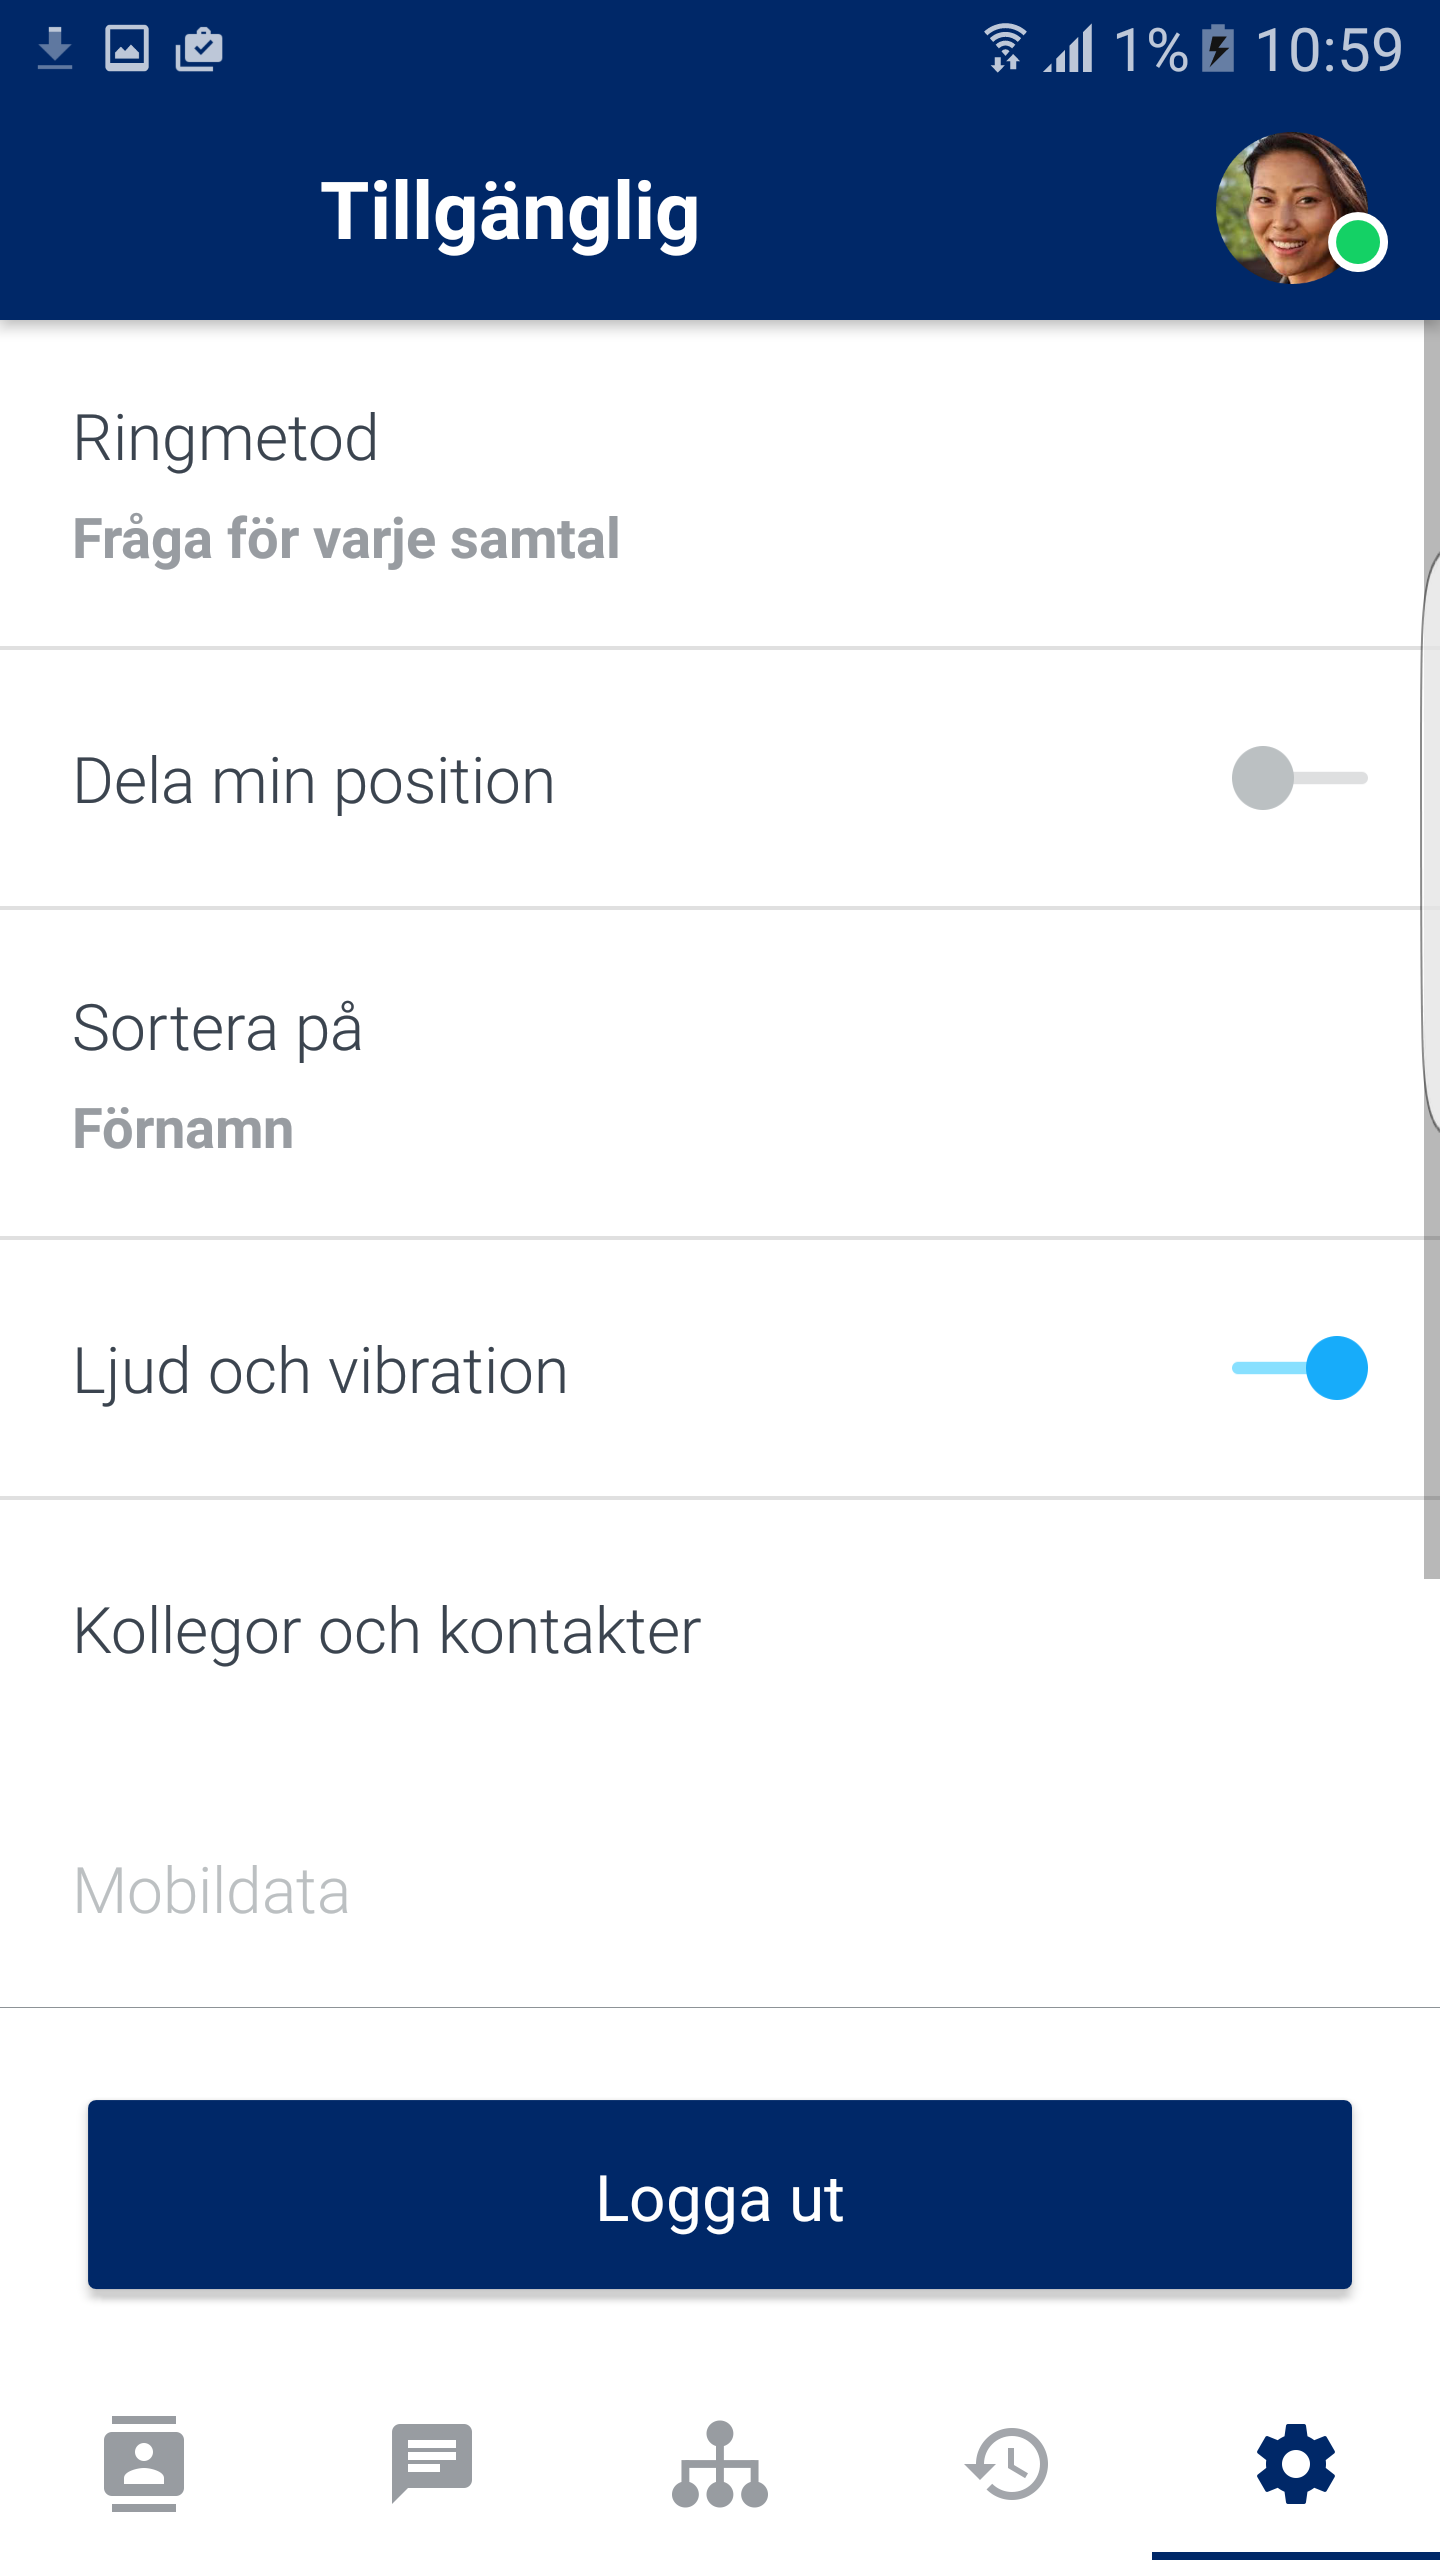 1% 10:59
Tillgänglig
Ringmetod
Fråga för varje samtal
Dela min position
Sortera på
Förnamn
Ljud och vibration
Kollegor och kontakter
Mobildata
Logga ut